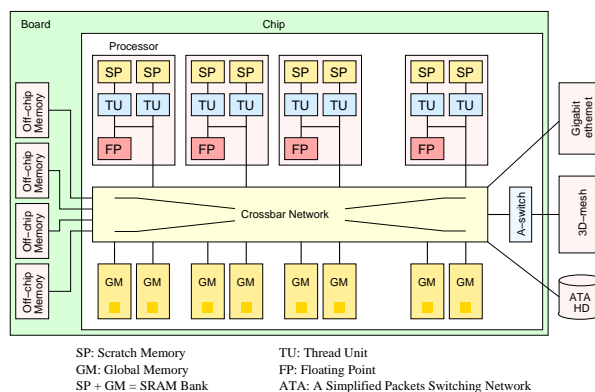 Board
Chip
Processor
SP SP SP SP SP SP SP SP
TU TU TU TU TU TU TU TU
FP FP FP FP
Off-chip
Memory
Off-chip
Memory
Off-chip
Memory
Off-chip
Memory
Crossbar Network
Gigabit
ethernet
A-switch
3D-mesh
ATA
HD
GM GM GM GM GM GM GM GM
SP: Scratch Memory TU: Thread Unit
GM: Global Memory FP: Floating Point
SP + GM = SRAM Bank ATA: A Simplified Packets Switching Network